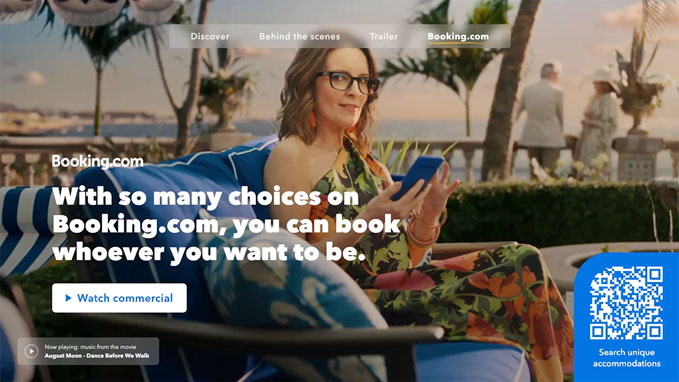 Discover Behind the scenes Trailer Booking.com
Booking.com
With so many choices on
Booking.com, you can book
whoever you want to be.
Watch commercial
Now playing: music from the movie
August Moon - Dance Before We Walk
Search unique
accommodations